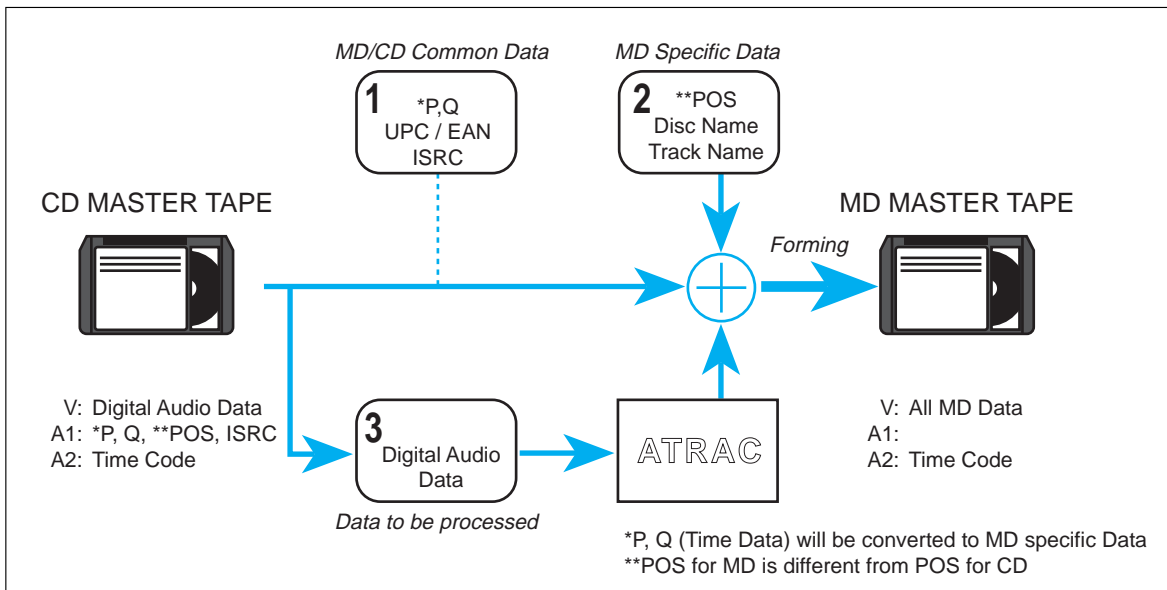 MD/CD Common Data
1
*P,Q
UPC / EAN
ISRC
MD Specific Data
2
**POS
Disc Name
Track Name
CD MASTER TAPE
MD MASTER TAPE
Forming
V: Digital Audio Data
A1: *P, Q, **POS, ISRC
A2: Time Code
3
Digital Audio
Data
Data to be processed
ATRAC
V: All MD Data
A1:
A2: Time Code
*P, Q (Time Data) will be converted to MD specific Data
**POS for MD is different from POS for CD